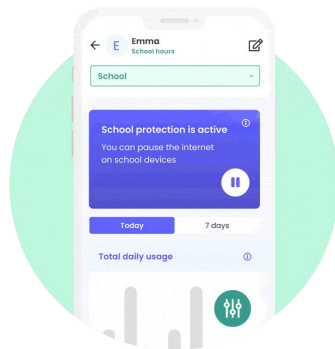 E
Emma
School hours
School
School protection is active
You can pause the internet
on school devices
Today
7 days
Total daily usage